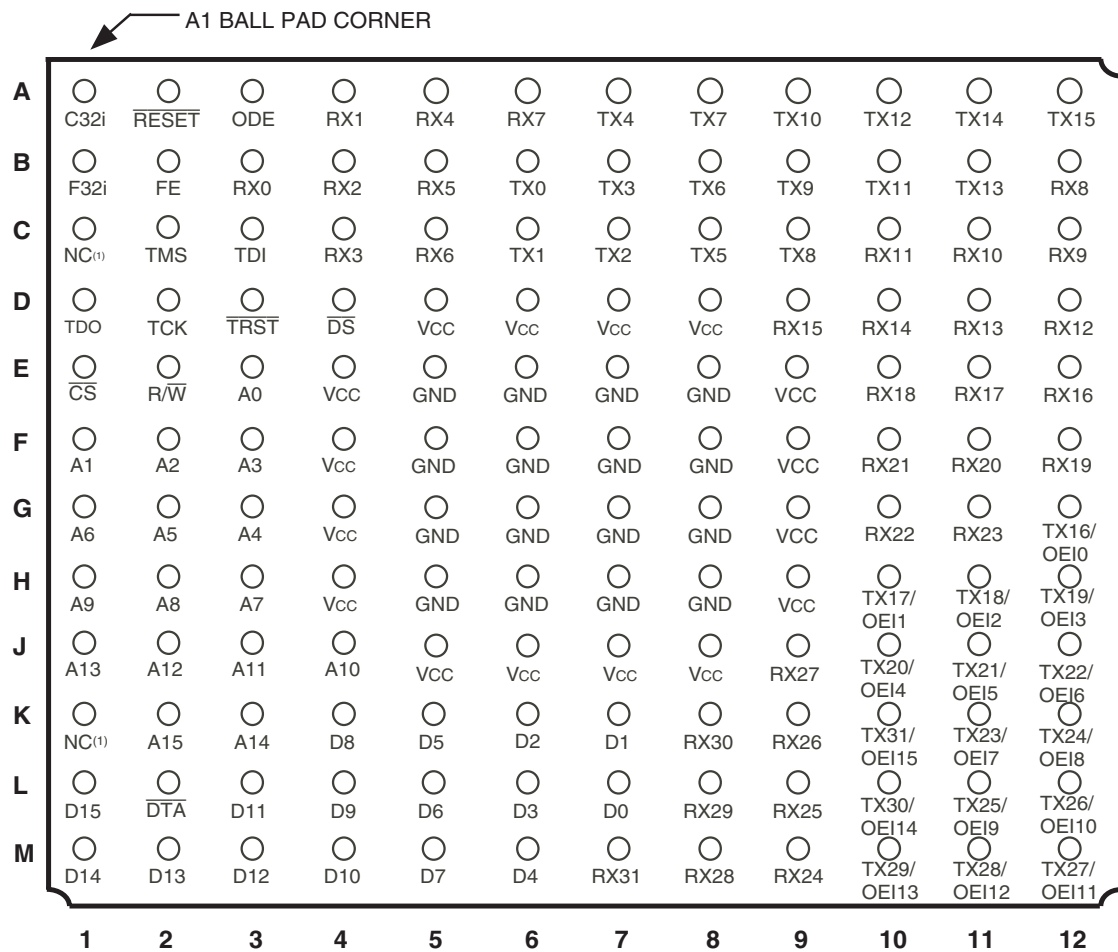 A1 BALL PAD CORNER
A
C32i RESET ODE RX1 RX4 RX7 TX4 TX7 TX10 TX12 TX14 TX15
B
F32i FE RX0 RX2 RX5 TX0 TX3 TX6 TX9 TX11 TX13 RX8
C
NC(1) TMS TDI RX3 RX6 TX1 TX2 TX5 TX8 RX11 RX10 RX9
D
TDO TCK TRST DS VCC VCC VCC VCC RX15 RX14 RX13 RX12
E
CS R/W A0 VCC GND GND GND GND VCC RX18 RX17 RX16
F
A1 A2 A3 VCC GND GND GND GND VCC RX21 RX20 RX19
G
A6 A5 A4 VCC GND GND GND GND VCC RX22 RX23 TX16/
OEI0
H
A9 A8 A7 VCC GND GND GND GND VCC TX17/ TX18/ TX19/
OEI1 OEI2 OEI3
J
A13 A12 A11 A10 VCC VCC VCC VCC RX27 TX20/ TX21/ TX22/
OEI4 OEI5 OEI6
K
NC(1) A15 A14 D8 D5 D2 D1 RX30 RX26 TX31/ TX23/ TX24/
OEI15 OEI7 OEI8
L
D15 DTA D11 D9 D6 D3 D0 RX29 RX25 TX30/ TX25/ TX26/
OEI14 OEI9 OEI10
M
D14 D13 D12 D10 D7 D4 RX31 RX28 RX24 TX29/ TX28/ TX27/
OEI13 OEI12 OEI11
1 2 3 4 5 6 7 8 9 10 11 12